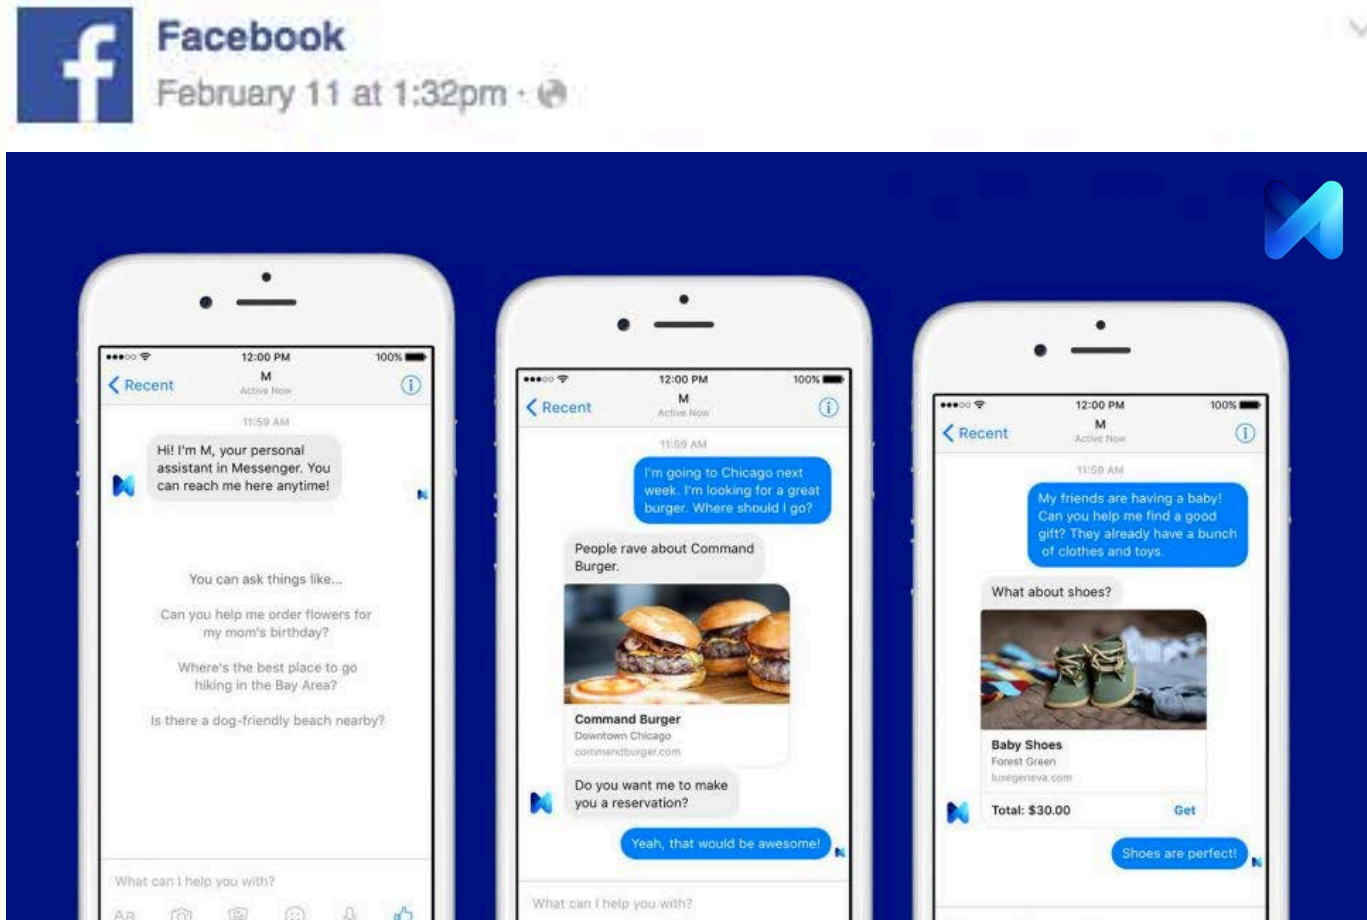 Facebook
February 11 at 1:32pm
12:00 PM
100%
Recent
M
Active Now
11:59 AM
Hi! I'm M, your personal
assistant in Messenger. You
can reach me here anytime!
You can ask things like...
Can you help me order flowers for
my mom's birthday?
Where's the best place to go
hiking in the Bay Area?
Is there a dog-friendly beach nearby?
What can I help you with?
Aa
12:00 PM
100%
Recent
M
Active Now
11:59 AM
I'm going to Chicago next
week. I'm looking for a great
burger. Where should I go?
People rave about Command
Burger.
Command Burger
Downtown Chicago
commandburger.com
Do you want me to make
you a reservation?
Yeah, that would be awesome!
What can I help you with?
12:00 PM
100%
Recent
M
Active Now
11:59 AM
My friends are having a baby!
Can you help me find a good
gift? They already have a bunch
of clothes and toys.
What about shoes?
Baby Shoes
Forest Green
luxegeneva.com
Total: $30.00 Get
Shoes are perfect!